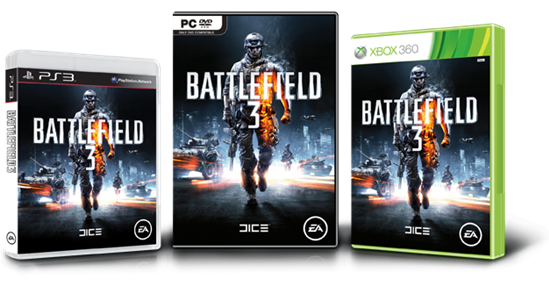 PS3
PlayStation Network
PS3
BATTLEFIELD
3
BATTLEFIELD 3
DICE
EA
PC DVD
ONLY DVD COMPATIBLE
BATTLEFIELD
3
DICE
EA
XBOX 360
BATTLEFIELD
3
DICE
EA